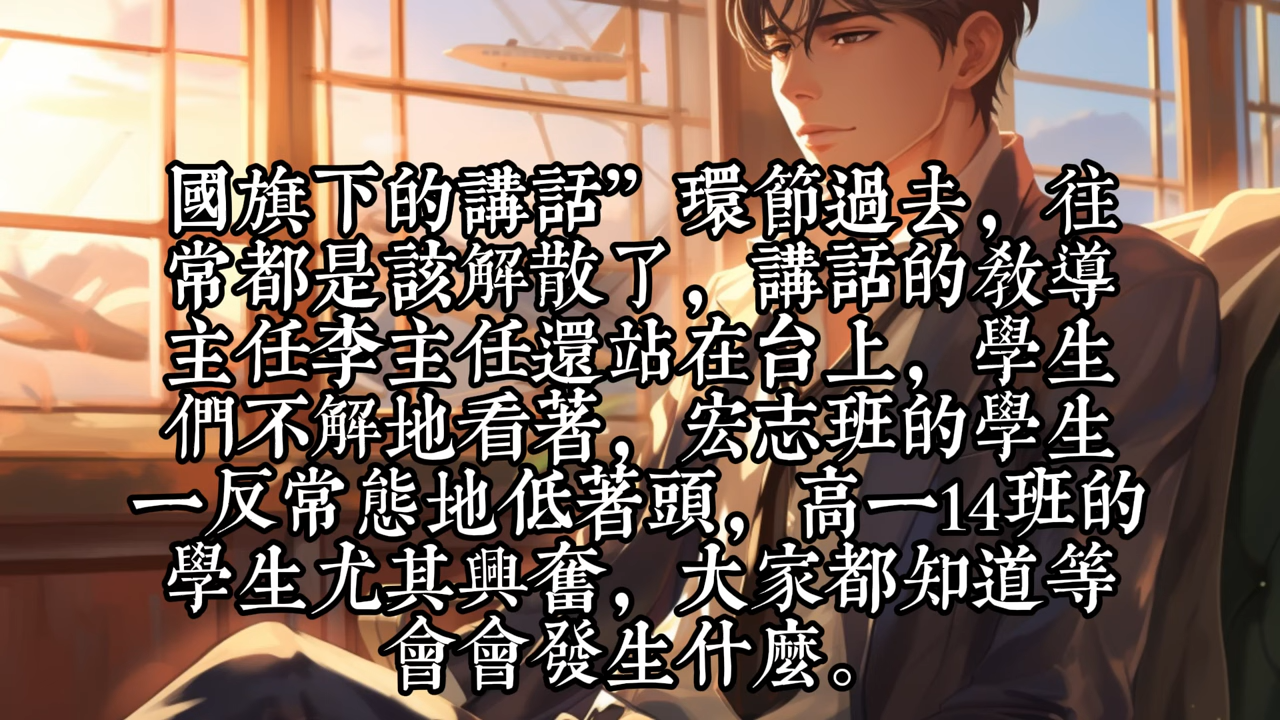 國旗下的講話”環節過去，往
常都是該解散了，講話的教導
主任李主任還站在台上，學生
們不解地看著，宏志班的學生
一反常態地低著頭，高一14班的
學生尤其興奮，大家都知道等
會會發生什麼。